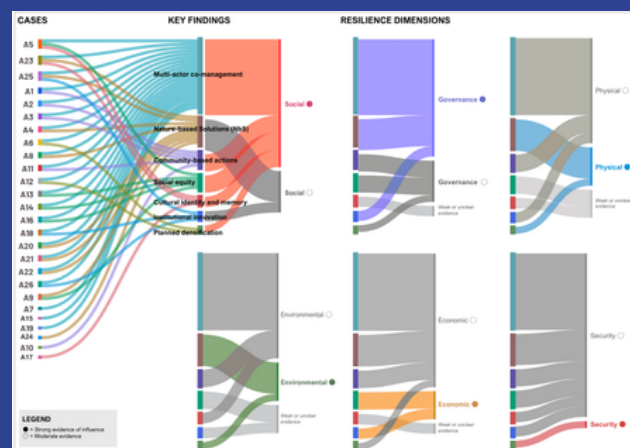 CASES
KEY FINDINGS
RESILIENCE DIMENSIONS
A5
A23
A25
A1
A2
A3
A4
A6
A8
A11
A12
A13
A14
A16
A18
A20
A21
A22
A26
A9
A7
A15
A19
A24
A10
A17
Multi-actor co-management
Nature-based Solutions (NbS)
Community-based actions
Social equity
Cultural identity and memory
Institutional innovation
Planned densification
Social
Social
Governance
Governance
Weak or unclear
evidence
Physical
Physical
Weak or unclear
evidence
Environmental
Environmental
Weak or unclear
evidence
Economic
Economic
Weak or unclear
evidence
Security
Security
LEGEND
= Strong evidence of influence
= Moderate evidence